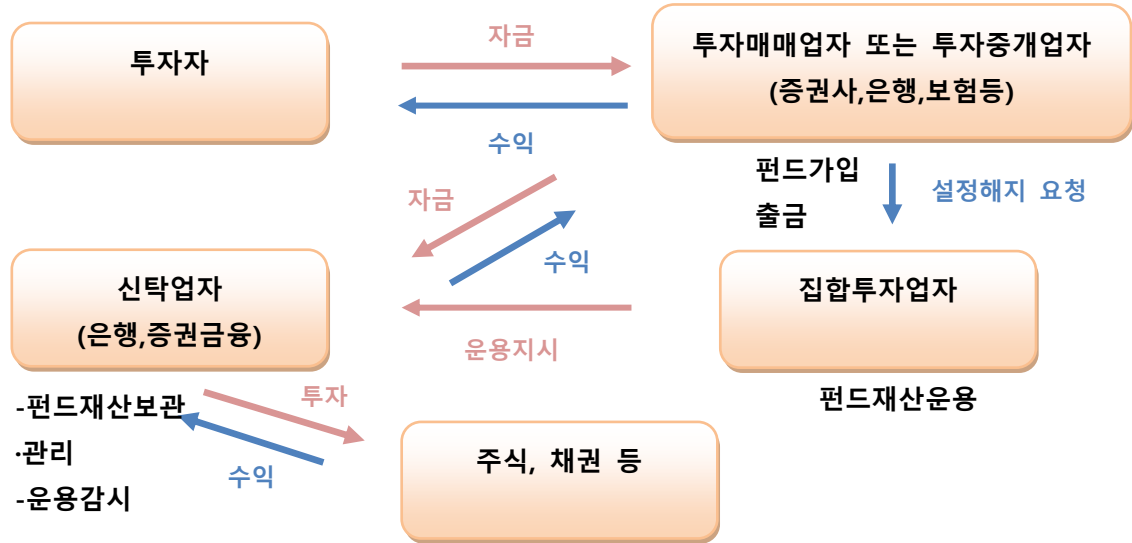 투자자
자금
수익
투자매매업자 또는 투자중개업자
(증권사,은행,보험등)
펀드가입
출금
설정해지 요청
자금
수익
신탁업자
(은행,증권금융)
운용지시
집합투자업자
펀드재산운용
-펀드재산보관
·관리
-운용감시
투자
수익
주식, 채권 등